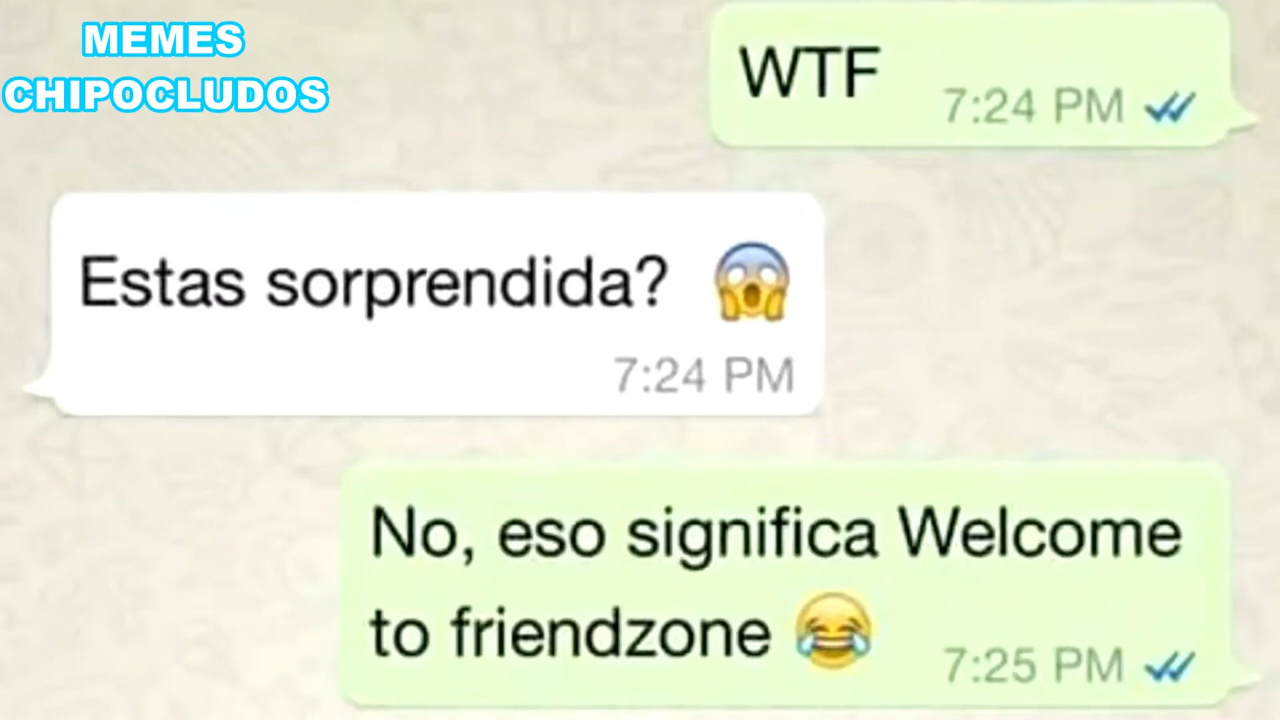 MEMES
CHIPOCLUDOS
WTF
7:24 PM
Estas sorprendida? 😱
7:24 PM
No, eso significa Welcome
to friendzone 😂
7:25 PM